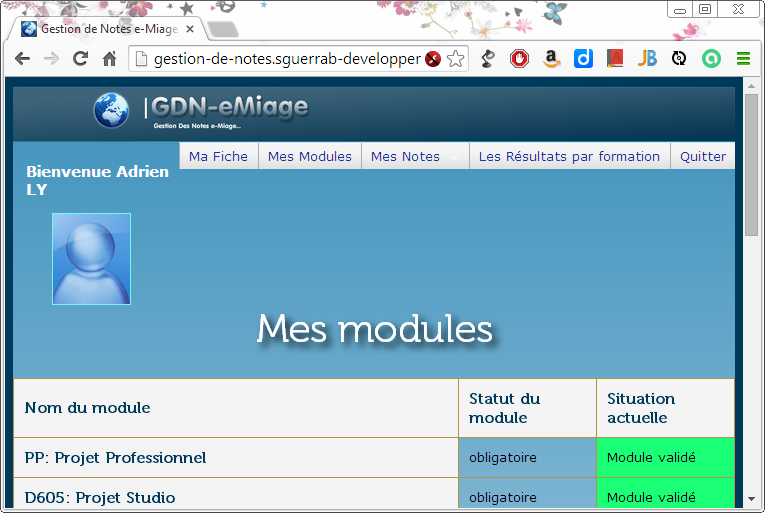 Gestion de Notes e-Miage
gestion-de-notes.sguerrab-developper
|GDN-eMiage
Gestion Des Notes e-Miage...
Bienvenue Adrien
LY
Ma Fiche Mes Modules Mes Notes Les Résultats par formation Quitter
Mes modules
Nom du module Statut du module Situation actuelle
PP: Projet Professionnel obligatoire Module validé
D605: Projet Studio obligatoire Module validé